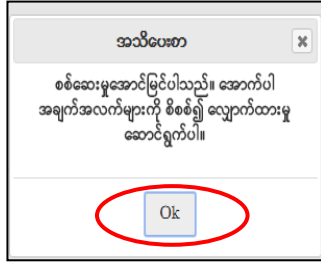 အသိပေးစာ
စစ်ဆေးမှုအောင်မြင်ပါသည်။ အောက်ပါ
အချက်အလက်များကို စိစစ်၍ လျှောက်ထားမှု
ဆောင်ရွက်ပါ။
Ok